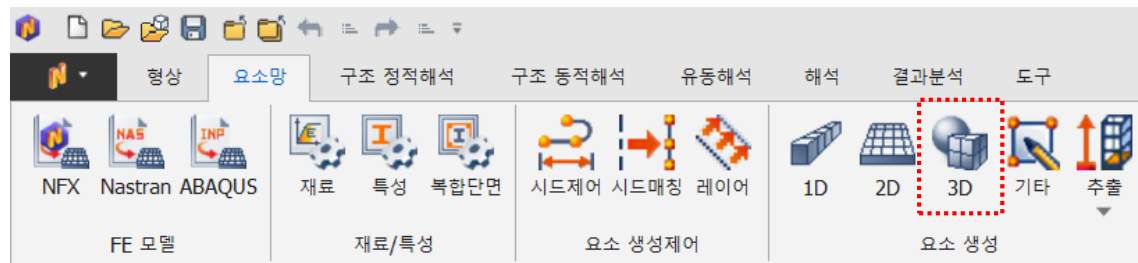 형상 요소망 구조 정적해석 구조 동적해석 유동해석 해석 결과분석 도구
NAS INP
NFX Nastran ABAQUS 재료 특성 복합단면 시드제어 시드매칭 레이어 1D 2D 3D 기타 추출
FE 모델 재료/특성 요소 생성제어 요소 생성